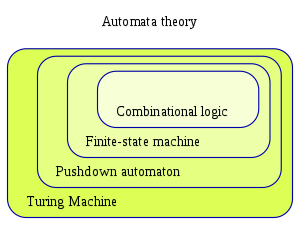 Automata theory
Combinational logic
Finite-state machine
Pushdown automaton
Turing Machine